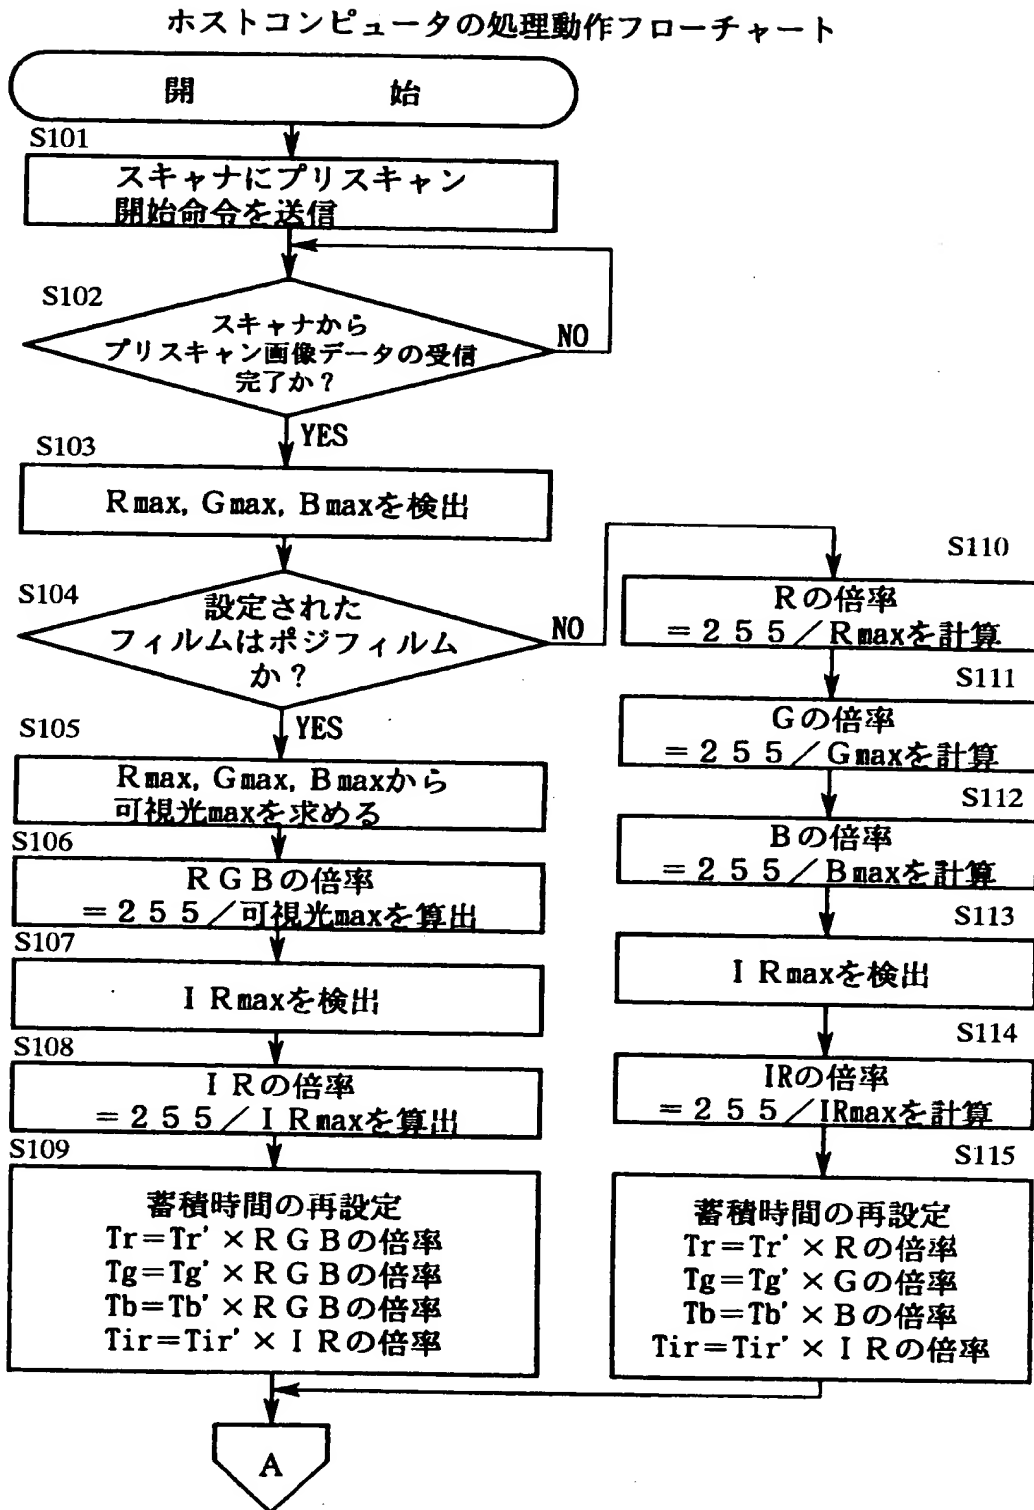 ホストコンピュータの処理動作フローチャート
開 始
S101
スキャナにプリスキャン
開始命令を送信
S102
スキャナから
プリスキャン画像データの受信
完了か?
NO
YES
S103
Rmax, Gmax, Bmaxを検出
S104
設定された
フィルムはポジフィルム
か?
NO
YES
S105
Rmax, Gmax, Bmaxから
可視光maxを求める
S106
RGBの倍率
=255/可視光maxを算出
S107
IRmaxを検出
S108
IRの倍率
=255/IRmaxを算出
S109
蓄積時間の再設定
Tr=Tr'×RGBの倍率
Tg=Tg'×RGBの倍率
Tb=Tb'×RGBの倍率
Tir=Tir'×IRの倍率
S110
Rの倍率
=255/Rmaxを計算
S111
Gの倍率
=255/Gmaxを計算
S112
Bの倍率
=255/Bmaxを計算
S113
IRmaxを検出
S114
IRの倍率
=255/IRmaxを計算
S115
蓄積時間の再設定
Tr=Tr'×Rの倍率
Tg=Tg'×Gの倍率
Tb=Tb'×Bの倍率
Tir=Tir'×IRの倍率
A